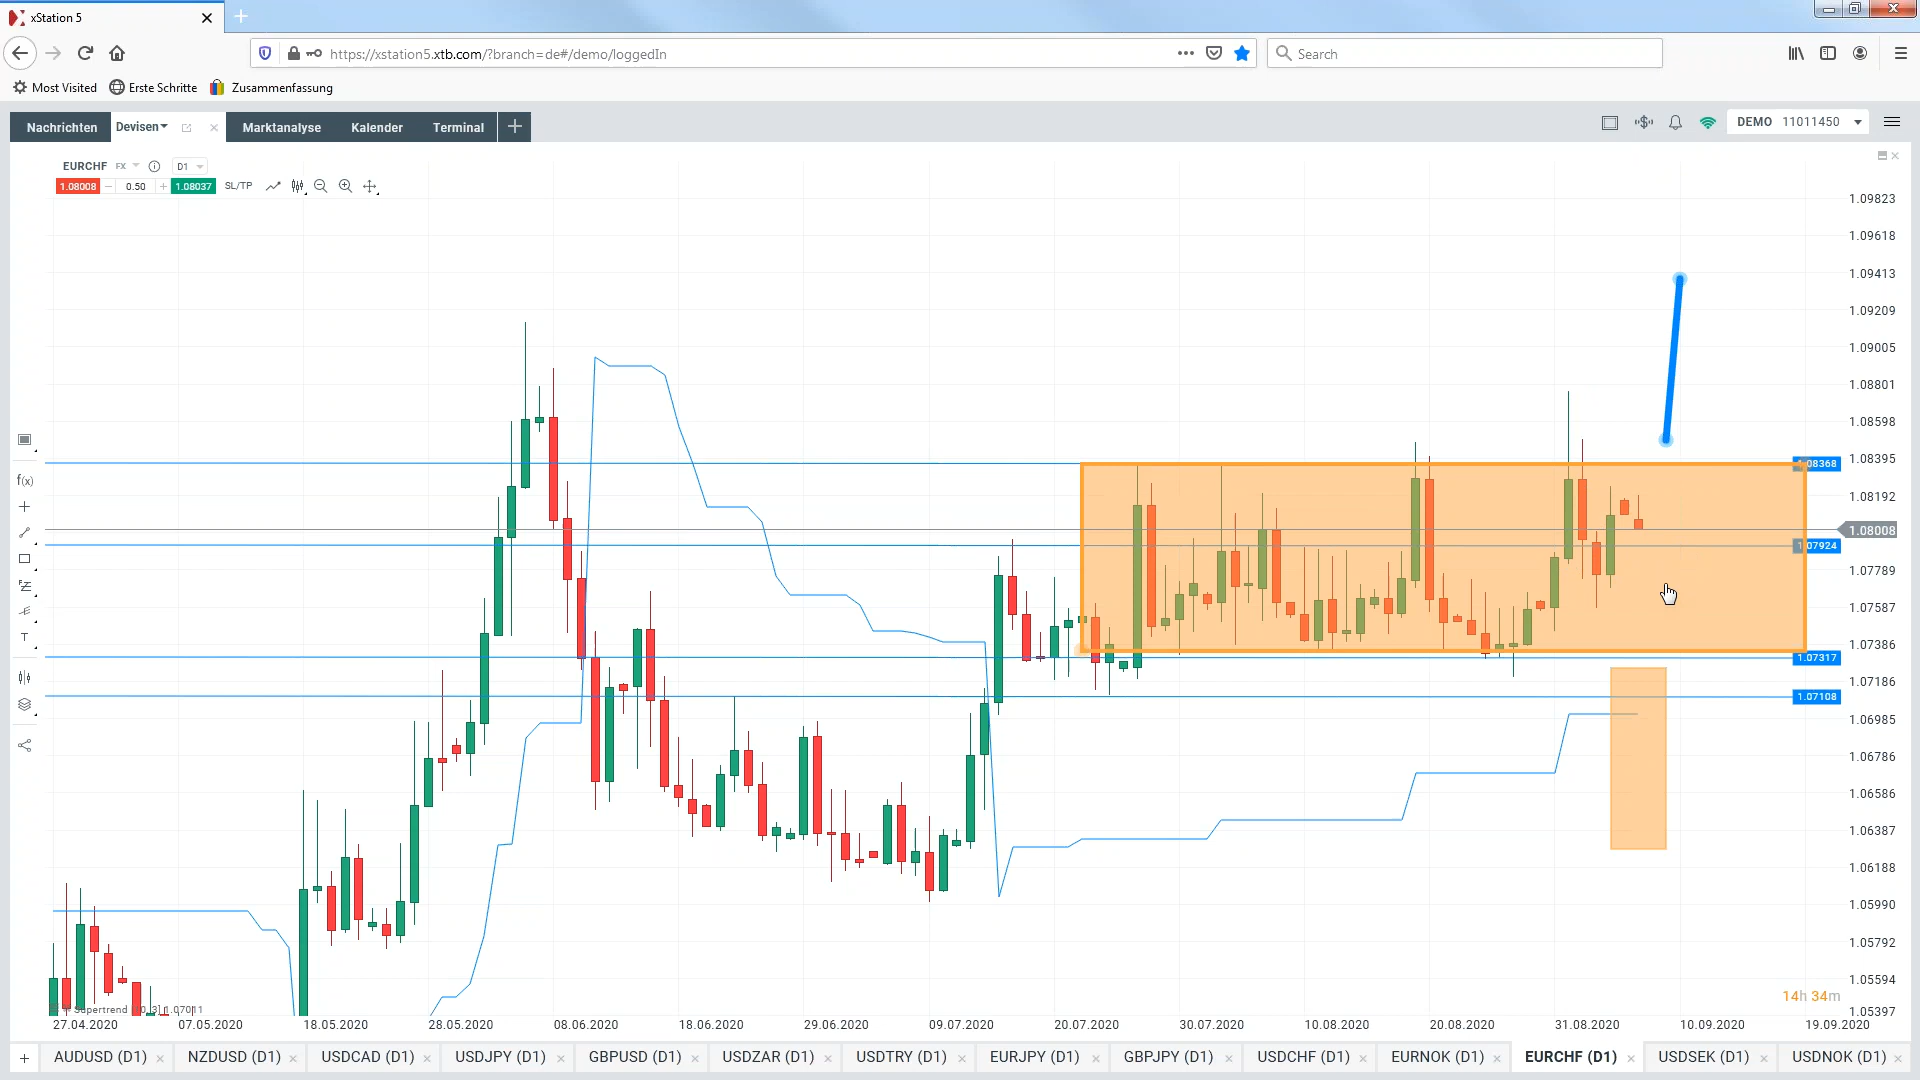 xStation 5
https://xstation5.xtb.com/?branch=de#/demo/loggedIn
Search
Most Visited Erste Schritte Zusammenfassung
Nachrichten Devisen Marktanalyse Kalender Terminal
DEMO 11011450
EURCHF FX D1
1.08008 0.50 1.08037 SL/TP
1.09823
1.09618
1.09413
1.09209
1.09005
1.08801
1.08598
1.08395
08368
1.08192
1.08008
07924
1.07789
1.07587
1.07386
1.07317
1.07186
1.07108
1.06985
1.06786
1.06586
1.06387
1.06188
1.05990
1.05792
1.05594
1.05397
f(x)
T
14h 34m
Supertrend 1.07011
27.04.2020 07.05.2020 18.05.2020 28.05.2020 08.06.2020 18.06.2020 29.06.2020 09.07.2020 20.07.2020 30.07.2020 10.08.2020 20.08.2020 31.08.2020 10.09.2020 19.09.2020
AUDUSD (D1) NZDUSD (D1) USDCAD (D1) USDJPY (D1) GBPUSD (D1) USDZAR (D1) USDTRY (D1) EURJPY (D1) GBPJPY (D1) USDCHF (D1) EURNOK (D1) EURCHF (D1) USDSEK (D1) USDNOK (D1)